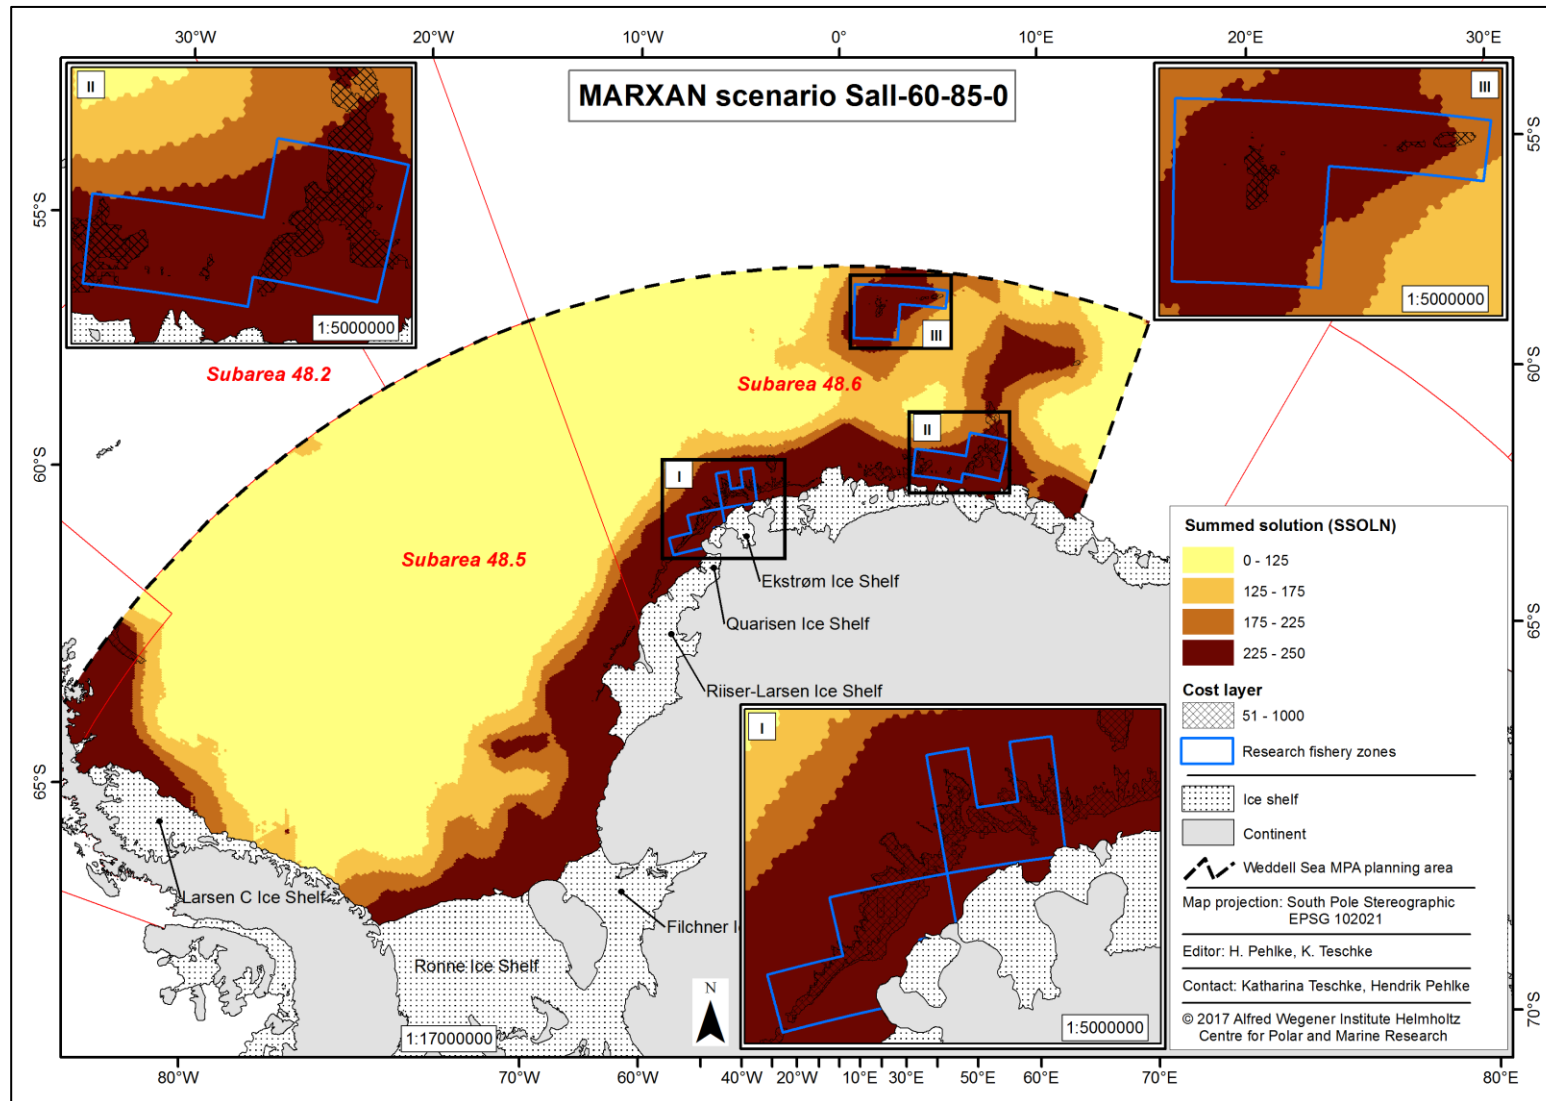 30°W 20°W 10°W 0° 10°E 20°E 30°E
MARXAN scenario Sall-60-85-0
II
1:5000000
III
1:5000000
55°S
60°S
65°S
55°S
60°S
65°S
70°S
Subarea 48.2
Subarea 48.6
Subarea 48.5
III
II
I
Ekstrøm Ice Shelf
Quarisen Ice Shelf
Riiser-Larsen Ice Shelf
Larsen C Ice Shelf
Filchner I
Ronne Ice Shelf
N
1:17000000
I
1:5000000
Summed solution (SSOLN)
0 - 125
125 - 175
175 - 225
225 - 250
Cost layer
51 - 1000
Research fishery zones
Ice shelf
Continent
Weddell Sea MPA planning area
Map projection: South Pole Stereographic
EPSG 102021
Editor: H. Pehlke, K. Teschke
Contact: Katharina Teschke, Hendrik Pehlke
© 2017 Alfred Wegener Institute Helmholtz
Centre for Polar and Marine Research
80°W 70°W 60°W 40°W 20°W 10°E 30°E 50°E 60°E 70°E 80°E